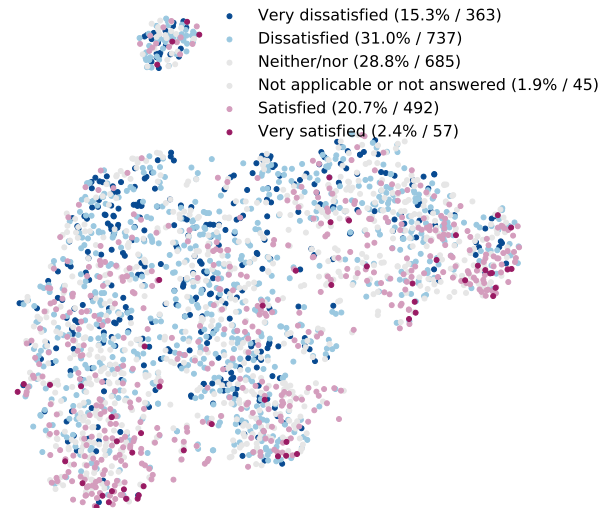 Very dissatisfied (15.3% / 363)
Dissatisfied (31.0% / 737)
Neither/nor (28.8% / 685)
Not applicable or not answered (1.9% / 45)
Satisfied (20.7% / 492)
Very satisfied (2.4% / 57)